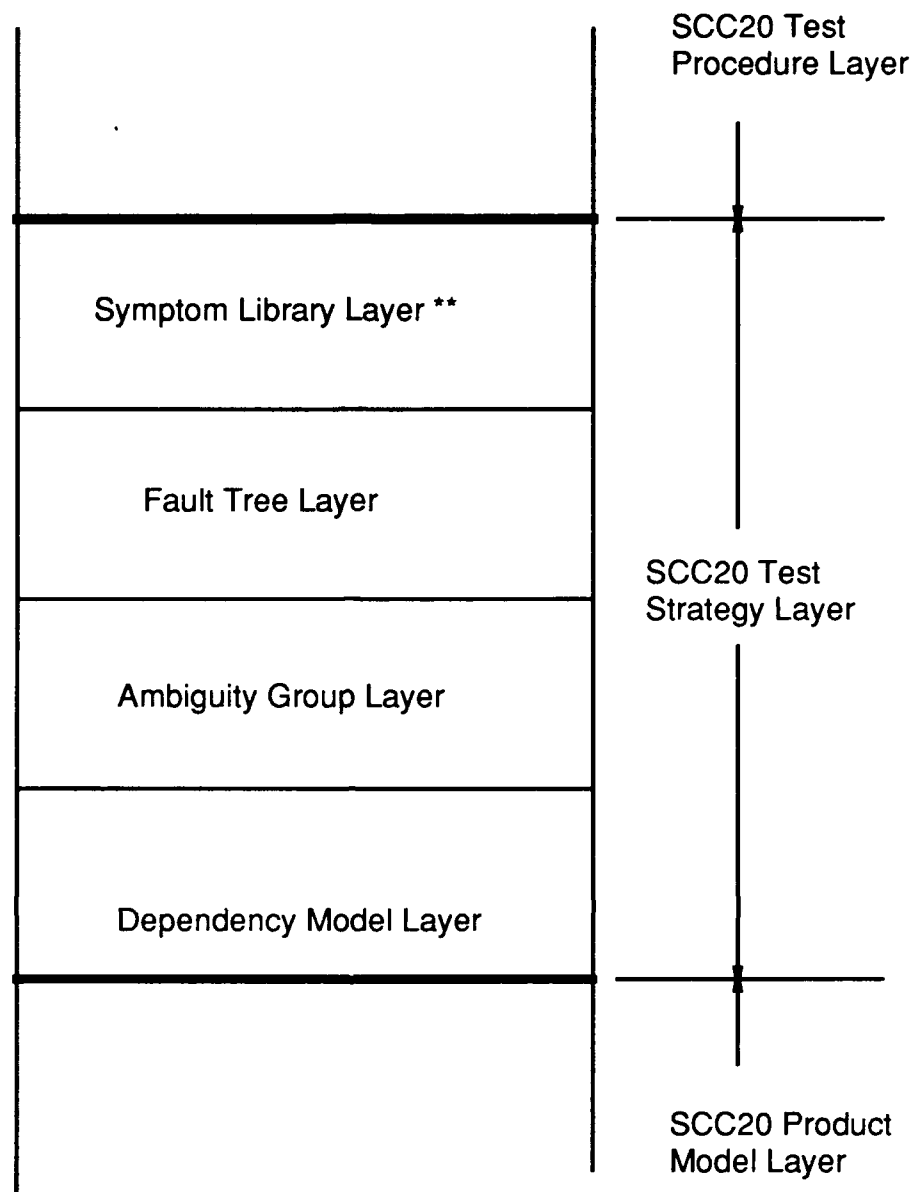 SCC20 Test
Procedure Layer
Symptom Library Layer **
Fault Tree Layer
SCC20 Test
Strategy Layer
Ambiguity Group Layer
Dependency Model Layer
SCC20 Product
Model Layer